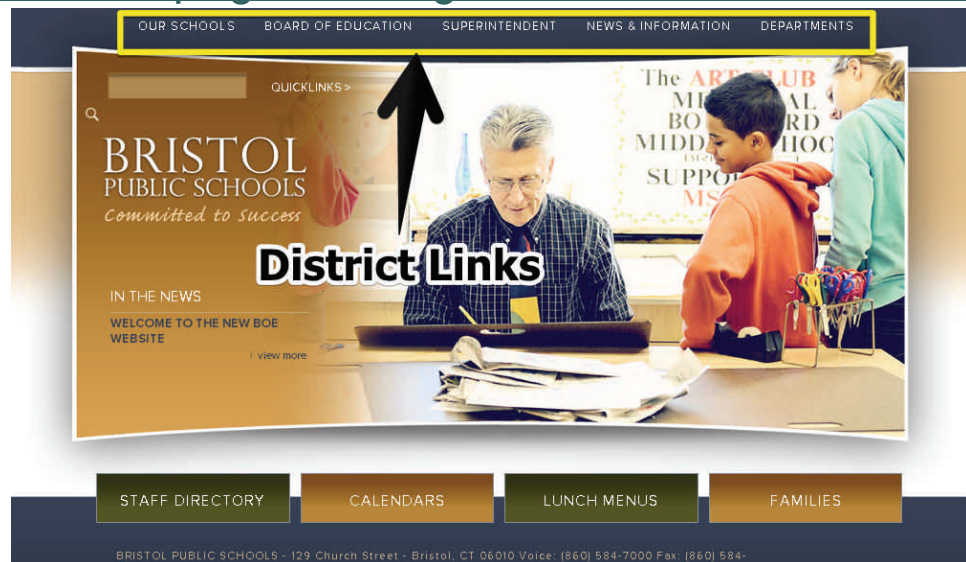 OUR SCHOOLS BOARD OF EDUCATION SUPERINTENDENT NEWS & INFORMATION DEPARTMENTS
QUICKLINKS >
The ART CLUB
BRISTOL
PUBLIC SCHOOLS
Committed to Success
SUPPO
MS
District Links
IN THE NEWS
WELCOME TO THE NEW BOE
WEBSITE
view more
STAFF DIRECTORY CALENDARS LUNCH MENUS FAMILIES
BRISTOL PUBLIC SCHOOLS - 129 Church Street - Bristol, CT 06010 Voice: (860) 584-7000 Fax: (860) 584-